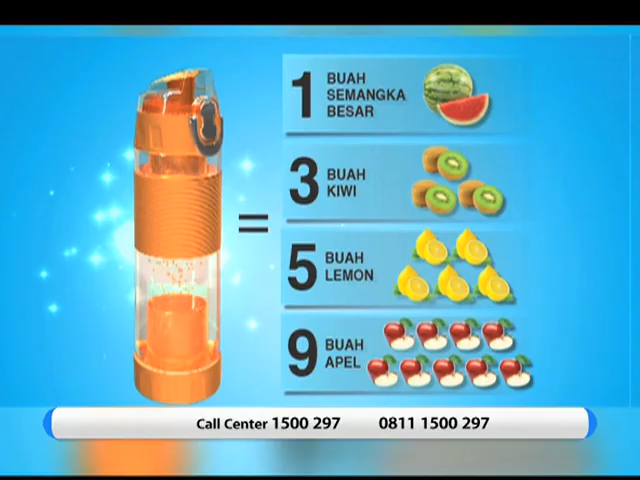 1 BUAH
SEMANGKA
BESAR
=
3 BUAH
KIWI
5 BUAH
LEMON
9 BUAH
APEL
Call Center 1500 297 0811 1500 297